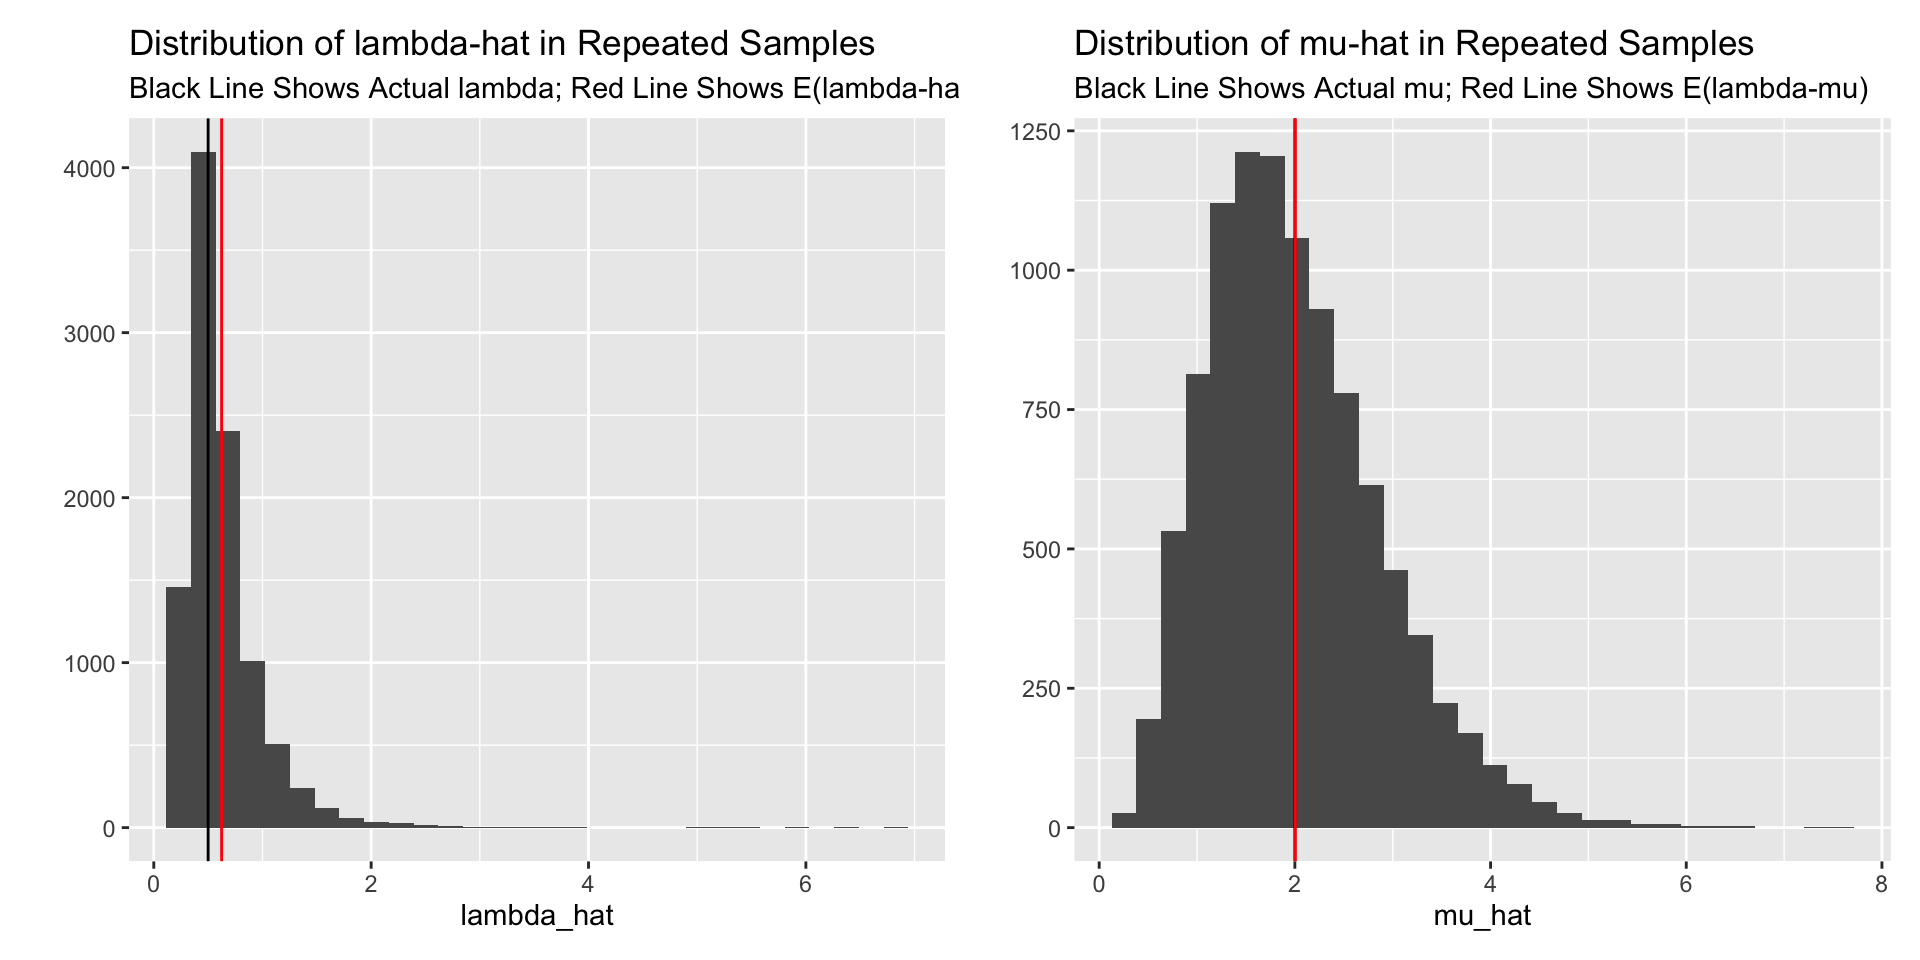 Distribution of lambda-hat in Repeated Samples
Black Line Shows Actual lambda; Red Line Shows E(lambda-ha
4000
3000
2000
1000
0
0 2 4 6
lambda_hat
Distribution of mu-hat in Repeated Samples
Black Line Shows Actual mu; Red Line Shows E(lambda-mu)
1250
1000
750
500
250
0
0 2 4 6 8
mu_hat